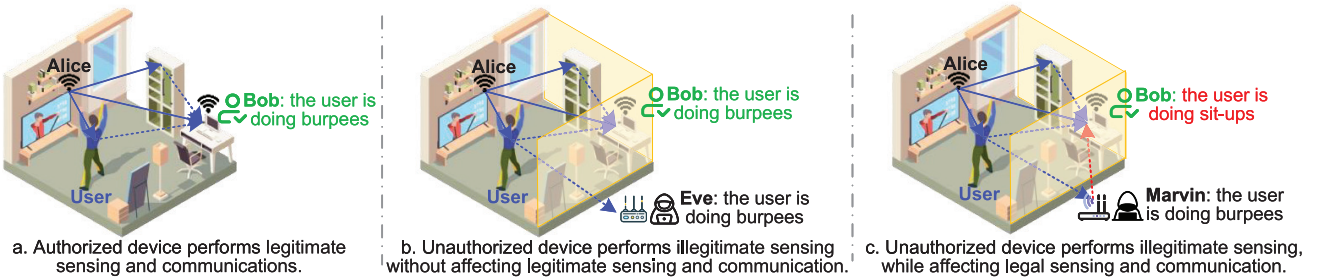 Alice
Bob: the user is
doing burpees
User
a. Authorized device performs legitimate
sensing and communications.
Alice
Bob: the user is
doing burpees
User
Eve: the user is
doing burpees
b. Unauthorized device performs illegitimate sensing
without affecting legitimate sensing and communication.
Alice
Bob: the user is
doing sit-ups
User
Marvin: the user
is doing burpees
c. Unauthorized device performs illegitimate sensing,
while affecting legal sensing and communication.